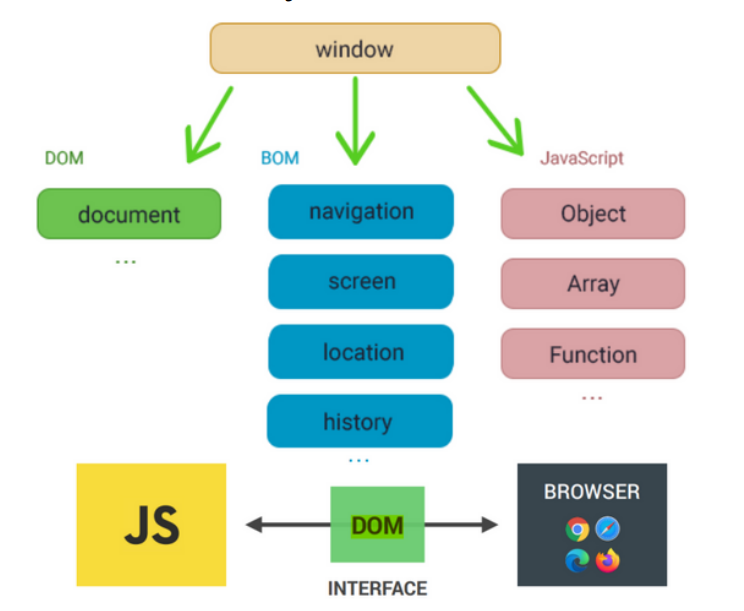 window
DOM
BOM
JavaScript
document
...
navigation
screen
location
history
...
Object
Array
Function
...
JS
DOM
INTERFACE
BROWSER